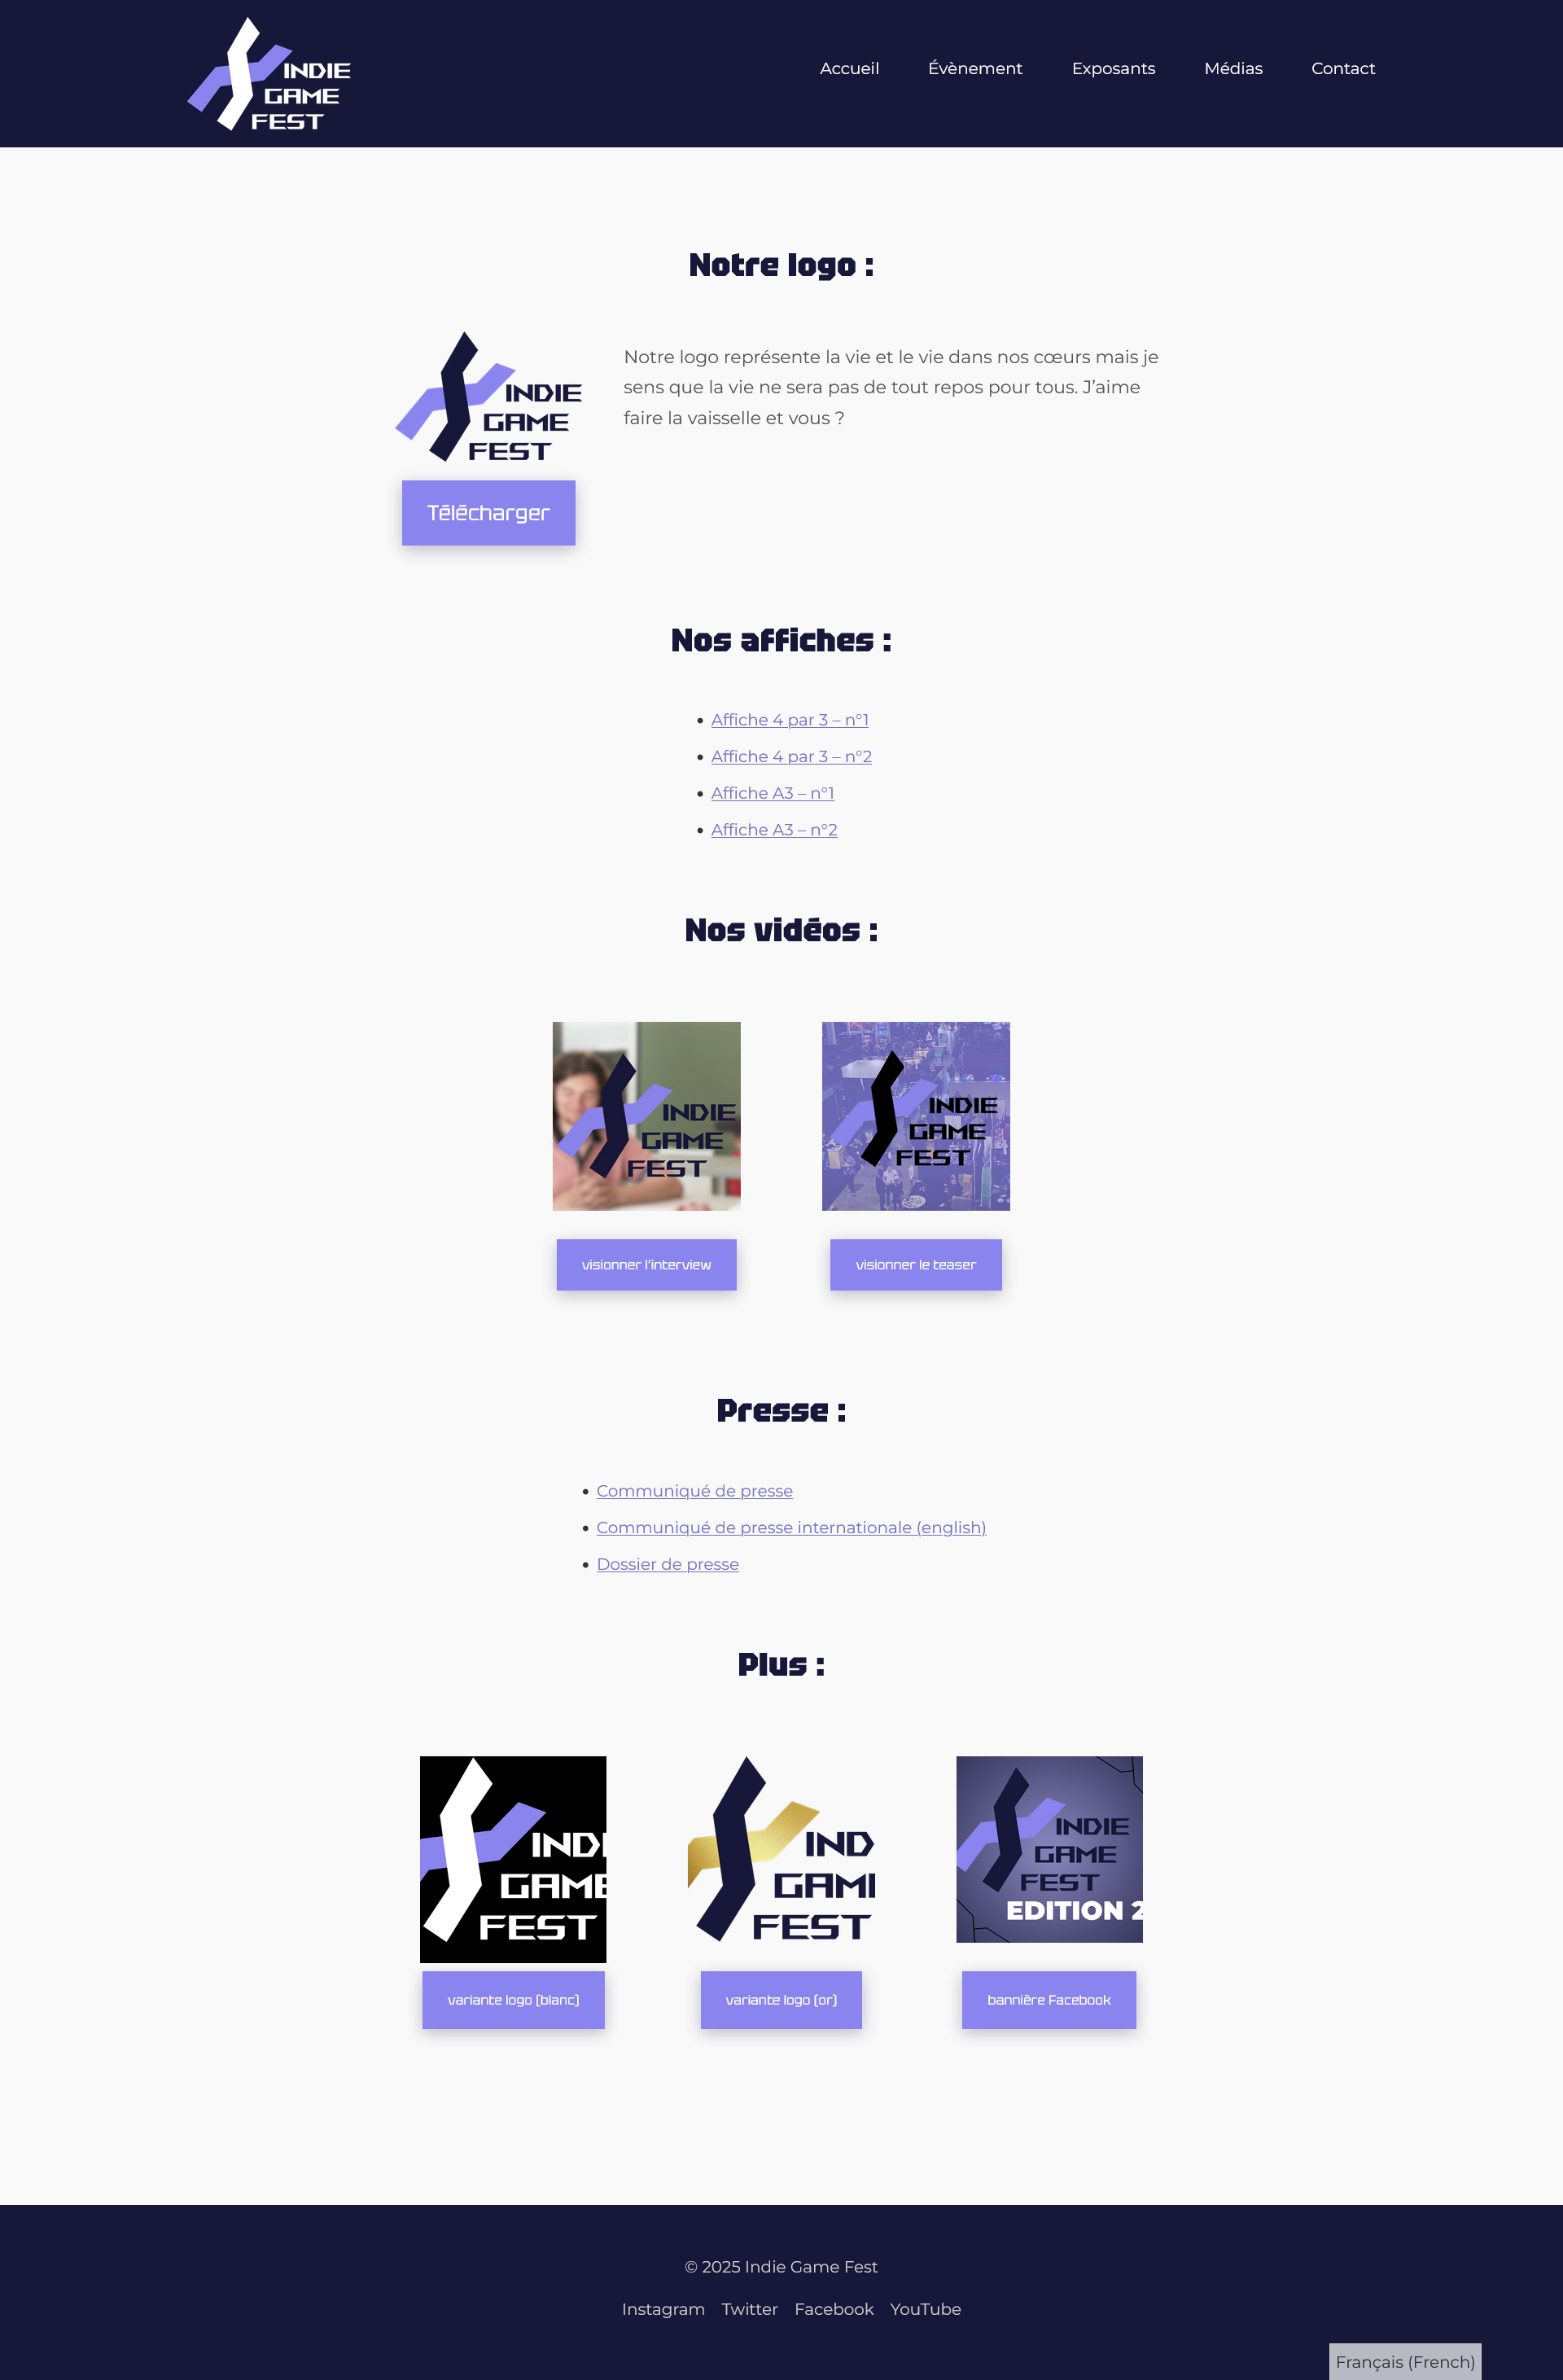 INDIE
GAME
FEST
Accueil
Évènement
Exposants
Médias
Contact
Notre logo :
INDIE
GAME
FEST
Télécharger
Notre logo représente la vie et le vie dans nos cœurs mais je
sens que la vie ne sera pas de tout repos pour tous. J’aime
faire la vaisselle et vous ?
Nos affiches :
Affiche 4 par 3 – n°1
Affiche 4 par 3 – n°2
Affiche A3 – n°1
Affiche A3 – n°2
Nos vidéos :
INDIE
GAME
FEST
INDIE
GAME
FEST
visionner l’interview
visionner le teaser
Presse :
Communiqué de presse
Communiqué de presse internationale (english)
Dossier de presse
Plus :
INDI
GAME
FEST
IND
GAM
FEST
INDIE
GAME
FEST
EDITION 2
variante logo (blanc)
variante logo (or)
bannière Facebook
© 2025 Indie Game Fest
Instagram
Twitter
Facebook
YouTube
Français (French)